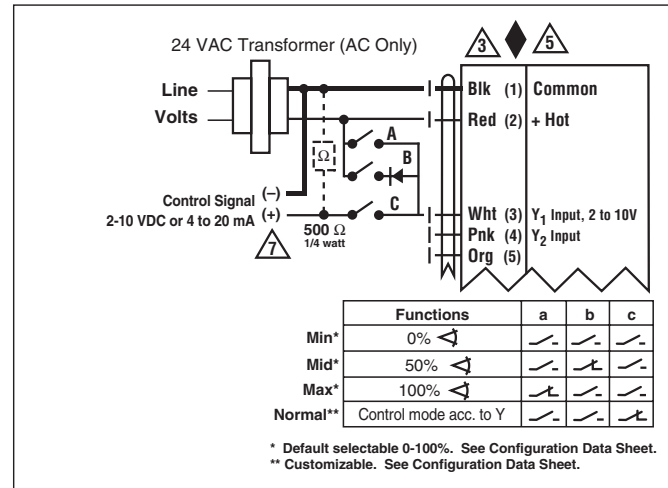 24 VAC Transformer (AC Only)
3 5
Line
Volts
Blk (1) Common
Red (2) + Hot
A
B
C
Ω
Control Signal (–)
2-10 VDC or 4 to 20 mA (+)
7
500 Ω
1/4 watt
Wht (3) Y1 Input, 2 to 10V
Pnk (4) Y2 Input
Org (5)
Functions a b c
Min* 0%
Mid* 50%
Max* 100%
Normal** Control mode acc. to Y
* Default selectable 0-100%. See Configuration Data Sheet.
** Customizable. See Configuration Data Sheet.